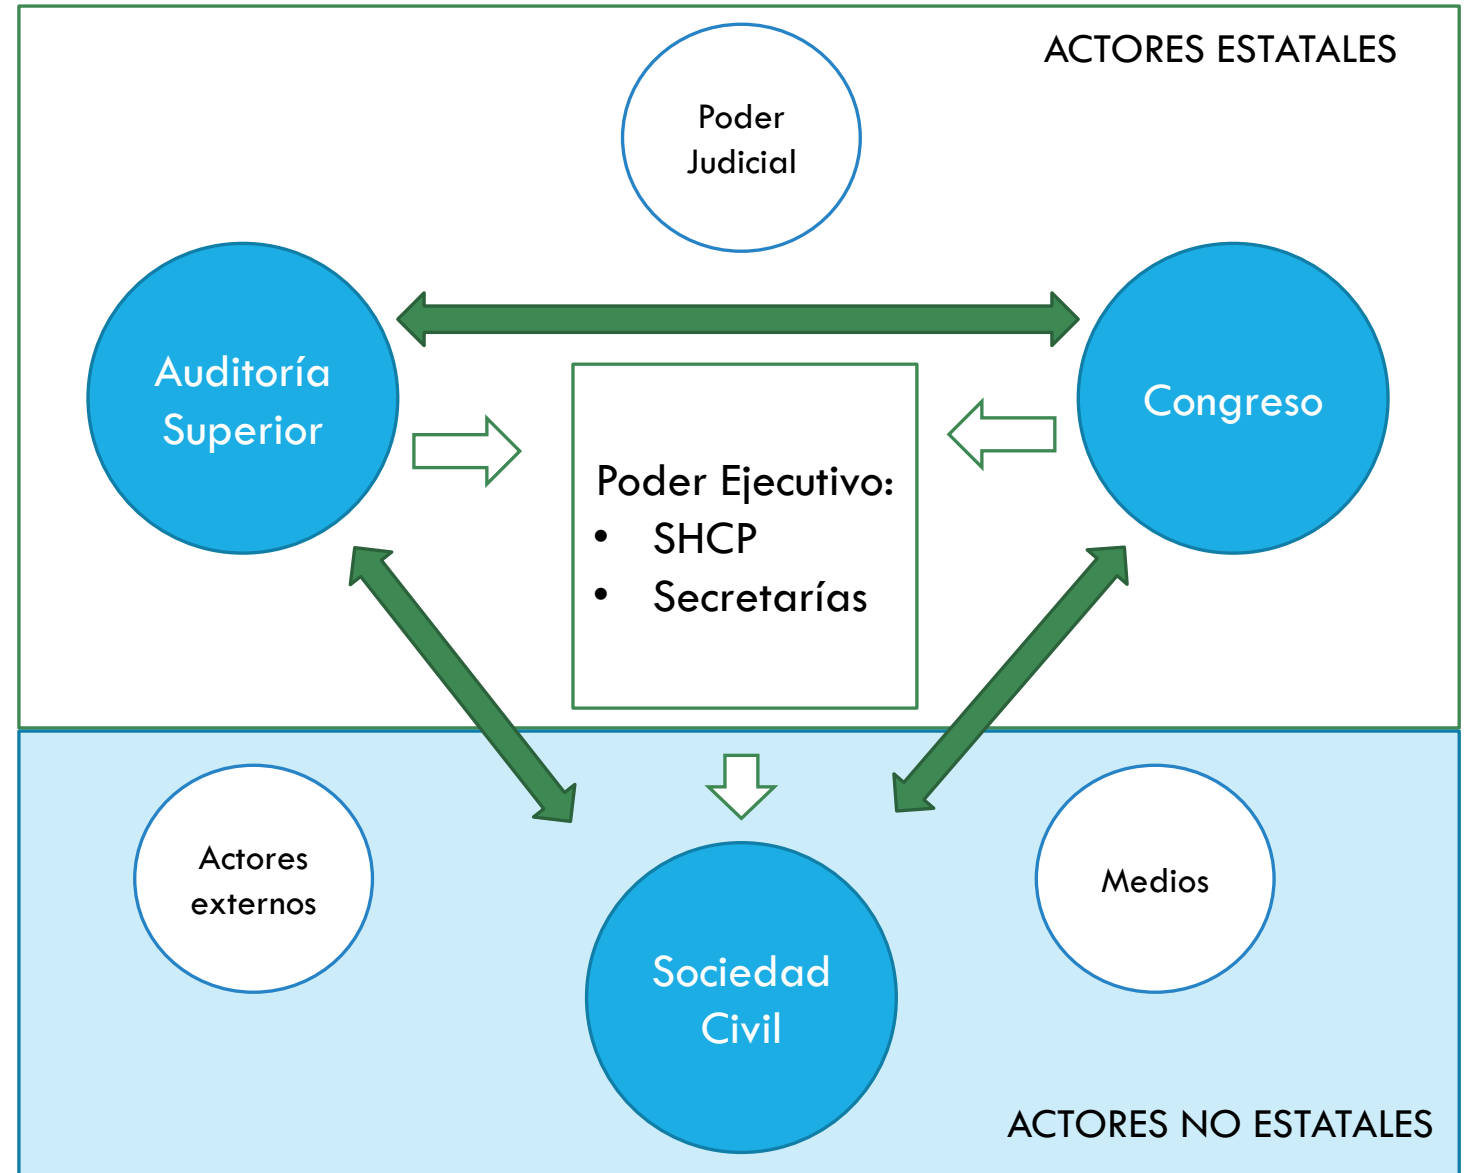 ACTORES ESTATALES
Poder
Judicial
Auditoría
Superior
Congreso
Poder Ejecutivo:
• SHCP
• Secretarías
Actores
externos
Medios
Sociedad
Civil
ACTORES NO ESTATALES